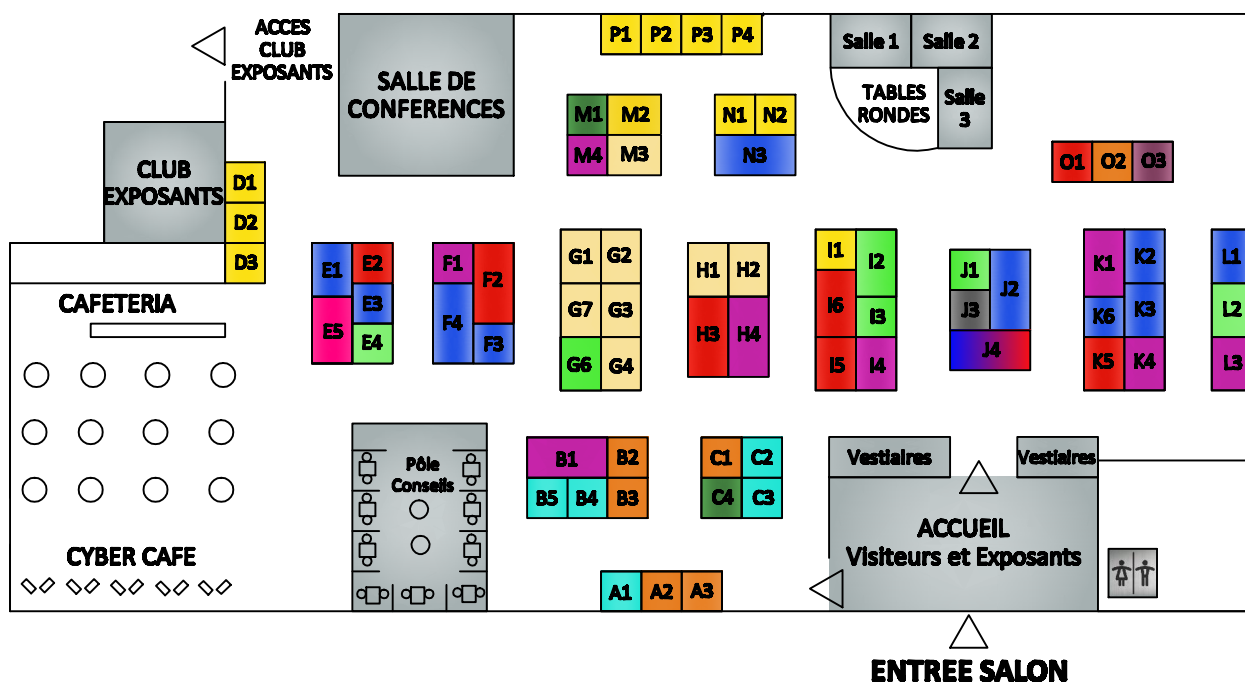 ACCES
CLUB
EXPOSANTS
SALLE DE
CONFERENCES
P1 P2 P3 P4
Salle 1 Salle 2
TABLES
RONDES
Salle
3
M1 M2
M4 M3
N1 N2
N3
O1 O2 O3
CLUB
EXPOSANTS
D1
D2
D3
E1 E2
E3
E5 E4
F1 F2
F4 F3
G1 G2
G7 G3
G6 G4
H1 H2
H3 H4
I1 I2
I6 I3
I5 I4
J1 J2
J3
J4
K1 K2
K6 K3
K5 K4
L1
L2
L3
CAFETERIA
CYBER CAFE
Pôle
Conseils
B1 B2
B5 B4 B3
C1 C2
C4 C3
A1 A2 A3
Vestiaires Vestiaires
ACCUEIL
Visiteurs et Exposants
ENTREE SALON